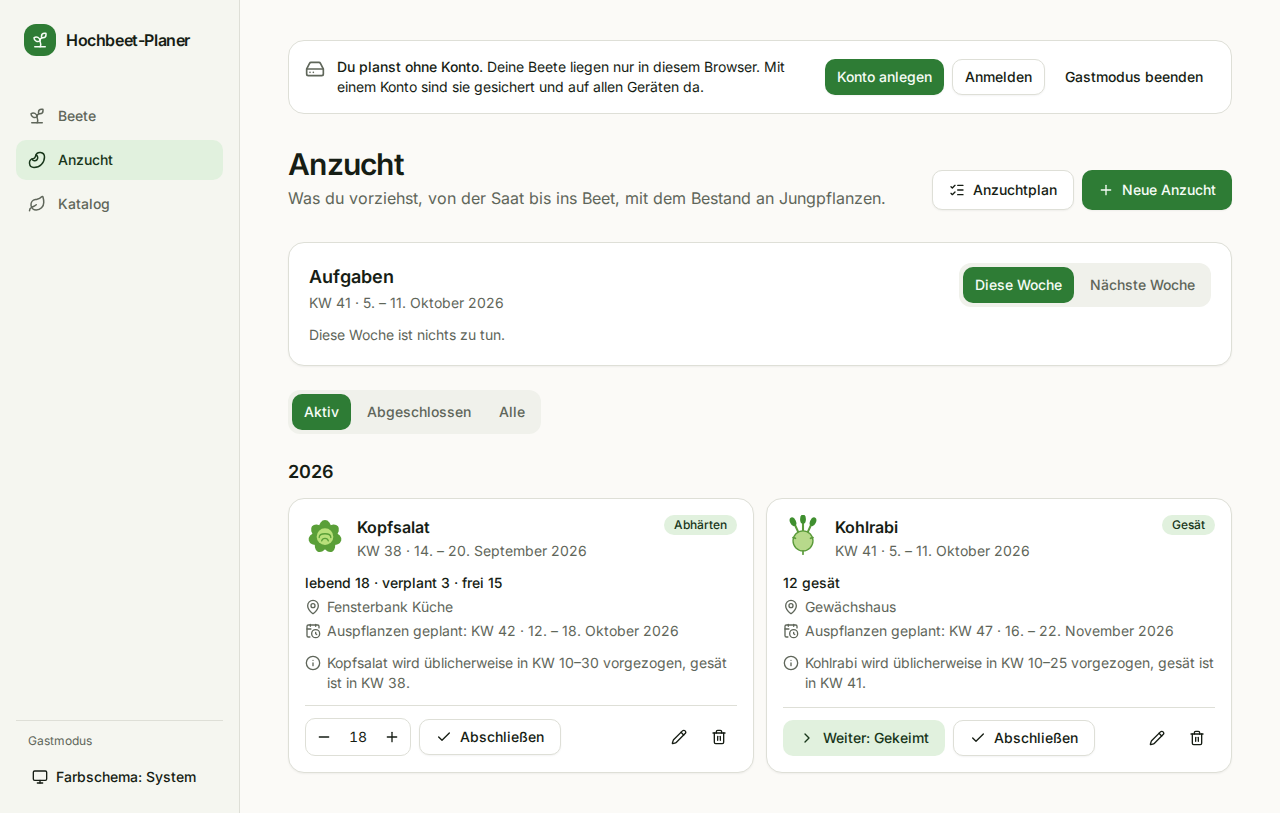 Hochbeet-Planer
Beete
Anzucht
Katalog
Gastmodus
Farbschema: System
Du planst ohne Konto. Deine Beete liegen nur in diesem Browser. Mit
einem Konto sind sie gesichert und auf allen Geräten da.
Konto anlegen
Anmelden
Gastmodus beenden
Anzucht
Was du vorziehst, von der Saat bis ins Beet, mit dem Bestand an Jungpflanzen.
Anzuchtplan
Neue Anzucht
Aufgaben
KW 41 · 5. – 11. Oktober 2026
Diese Woche ist nichts zu tun.
Diese Woche
Nächste Woche
Aktiv
Abgeschlossen
Alle
2026
Kopfsalat
Abhärten
KW 38 · 14. – 20. September 2026
lebend 18 · verplant 3 · frei 15
Fensterbank Küche
Auspflanzen geplant: KW 42 · 12. – 18. Oktober 2026
Kopfsalat wird üblicherweise in KW 10–30 vorgezogen, gesät
ist in KW 38.
18
Abschließen
Kohlrabi
Gesät
KW 41 · 5. – 11. Oktober 2026
12 gesät
Gewächshaus
Auspflanzen geplant: KW 47 · 16. – 22. November 2026
Kohlrabi wird üblicherweise in KW 10–25 vorgezogen, gesät ist
in KW 41.
Weiter: Gekeimt
Abschließen